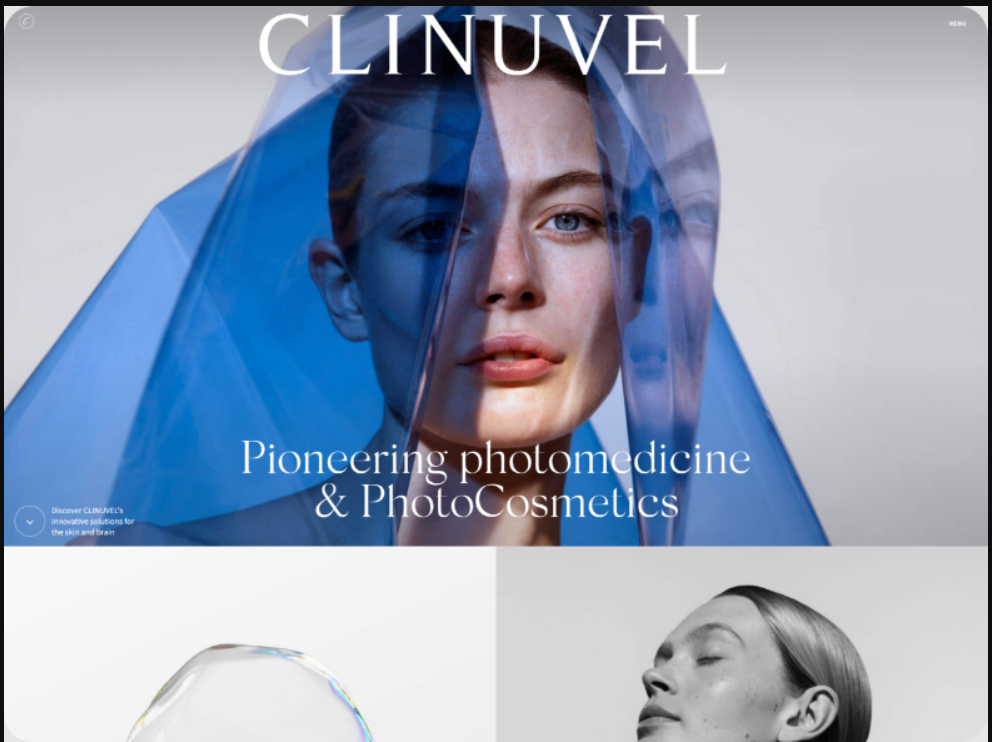 CLINUVEL
MENU
Pioneering photomedicine
& PhotoCosmetics
Discover CLINUVEL's
innovative solutions for
the skin and brain